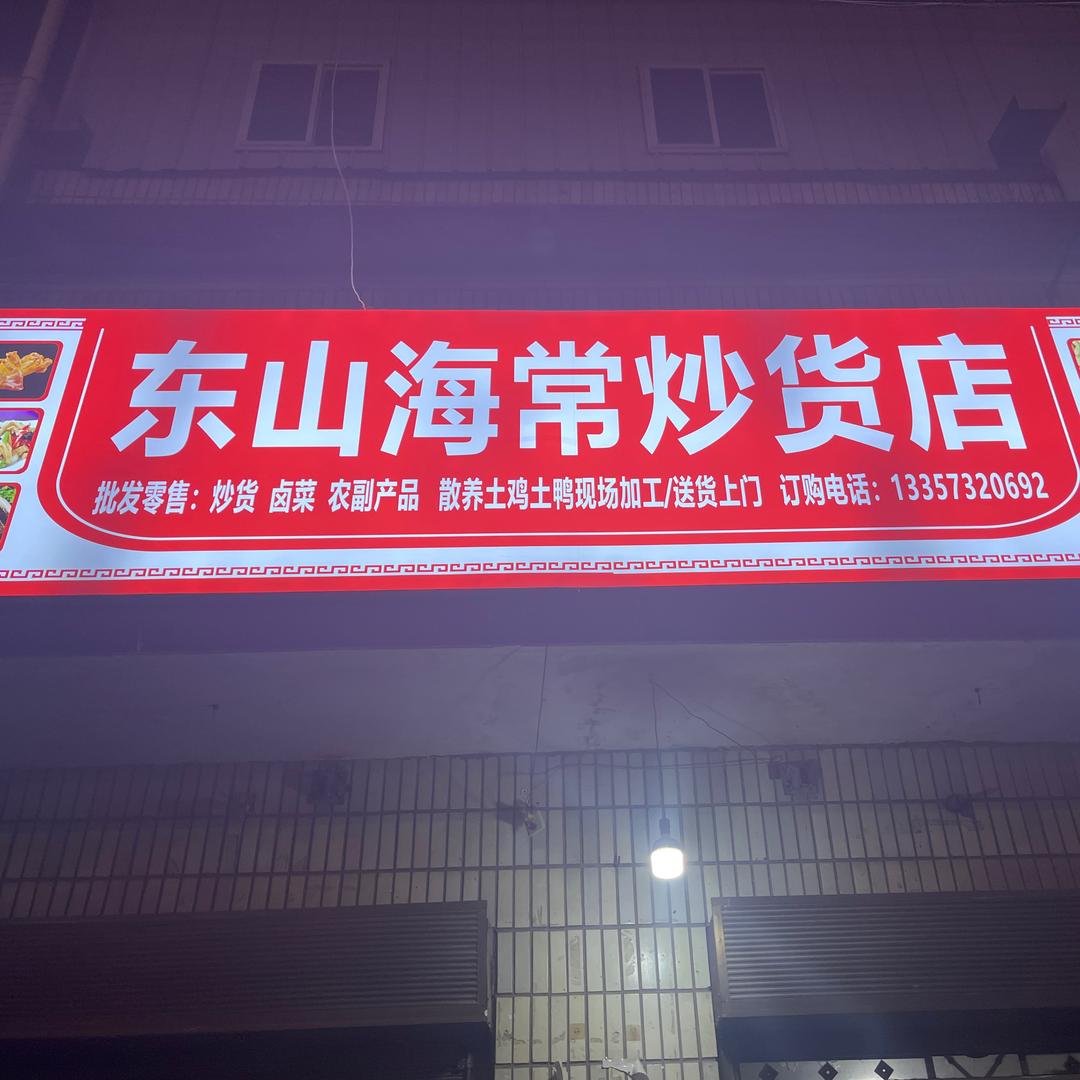 东山海常炒货店
批发零售：炒货 卤菜 农副产品 散养土鸡土鸭现场加工/送货上门 订购电话：13357320692